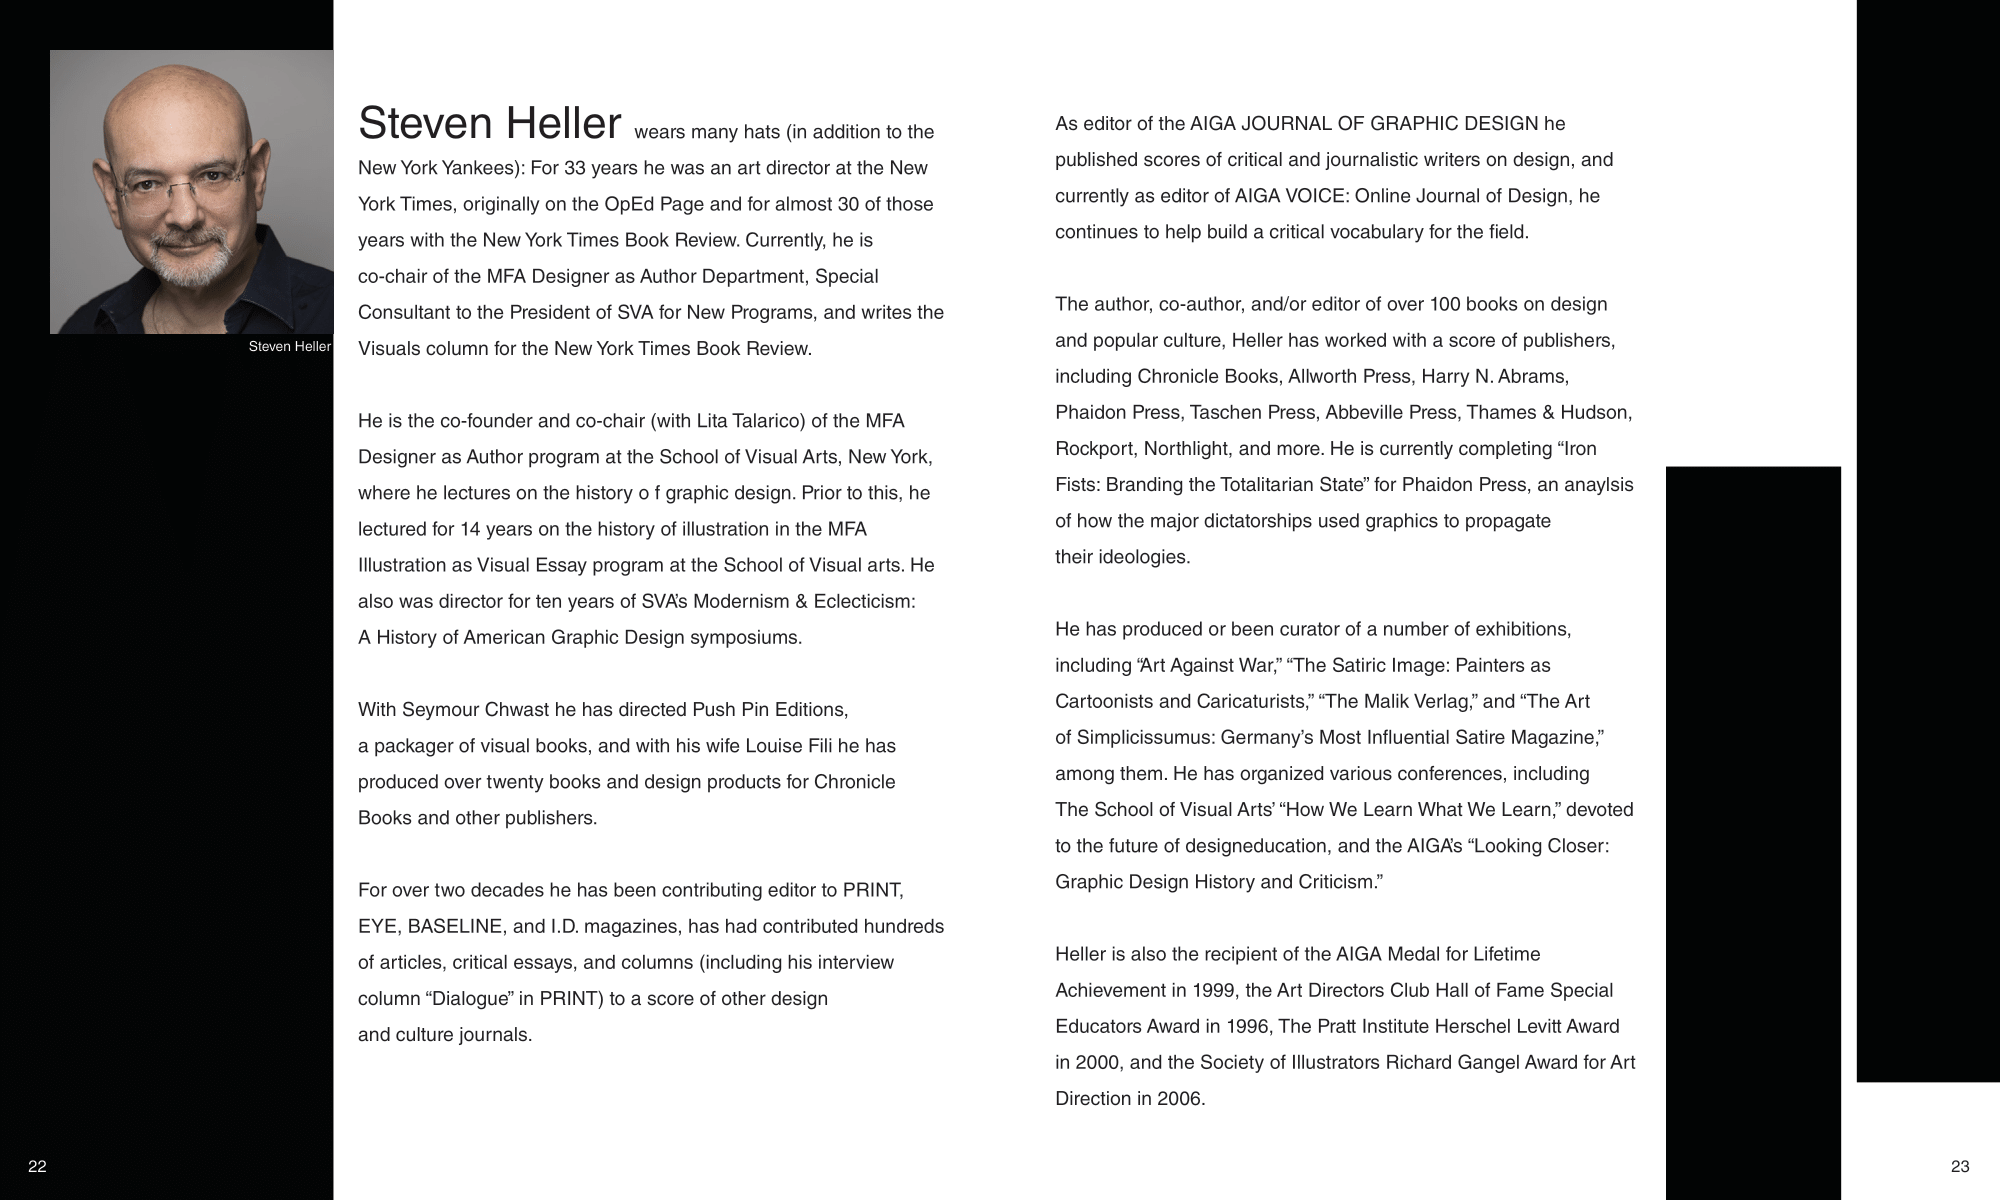 Steven Heller
Steven Heller wears many hats (in addition to the
New York Yankees): For 33 years he was an art director at the New
York Times, originally on the OpEd Page and for almost 30 of those
years with the New York Times Book Review. Currently, he is
co-chair of the MFA Designer as Author Department, Special
Consultant to the President of SVA for New Programs, and writes the
Visuals column for the New York Times Book Review.
He is the co-founder and co-chair (with Lita Talarico) of the MFA
Designer as Author program at the School of Visual Arts, New York,
where he lectures on the history o f graphic design. Prior to this, he
lectured for 14 years on the history of illustration in the MFA
Illustration as Visual Essay program at the School of Visual arts. He
also was director for ten years of SVA’s Modernism & Eclecticism:
A History of American Graphic Design symposiums.
With Seymour Chwast he has directed Push Pin Editions,
a packager of visual books, and with his wife Louise Fili he has
produced over twenty books and design products for Chronicle
Books and other publishers.
For over two decades he has been contributing editor to PRINT,
EYE, BASELINE, and I.D. magazines, has had contributed hundreds
of articles, critical essays, and columns (including his interview
column “Dialogue” in PRINT) to a score of other design
and culture journals.
22
As editor of the AIGA JOURNAL OF GRAPHIC DESIGN he
published scores of critical and journalistic writers on design, and
currently as editor of AIGA VOICE: Online Journal of Design, he
continues to help build a critical vocabulary for the field.
The author, co-author, and/or editor of over 100 books on design
and popular culture, Heller has worked with a score of publishers,
including Chronicle Books, Allworth Press, Harry N. Abrams,
Phaidon Press, Taschen Press, Abbeville Press, Thames & Hudson,
Rockport, Northlight, and more. He is currently completing “Iron
Fists: Branding the Totalitarian State” for Phaidon Press, an anaylsis
of how the major dictatorships used graphics to propagate
their ideologies.
He has produced or been curator of a number of exhibitions,
including “Art Against War,” “The Satiric Image: Painters as
Cartoonists and Caricaturists,” “The Malik Verlag,” and “The Art
of Simplicissumus: Germany’s Most Influential Satire Magazine,”
among them. He has organized various conferences, including
The School of Visual Arts’ “How We Learn What We Learn,” devoted
to the future of designeducation, and the AIGA’s “Looking Closer:
Graphic Design History and Criticism.”
Heller is also the recipient of the AIGA Medal for Lifetime
Achievement in 1999, the Art Directors Club Hall of Fame Special
Educators Award in 1996, The Pratt Institute Herschel Levitt Award
in 2000, and the Society of Illustrators Richard Gangel Award for Art
Direction in 2006.
23